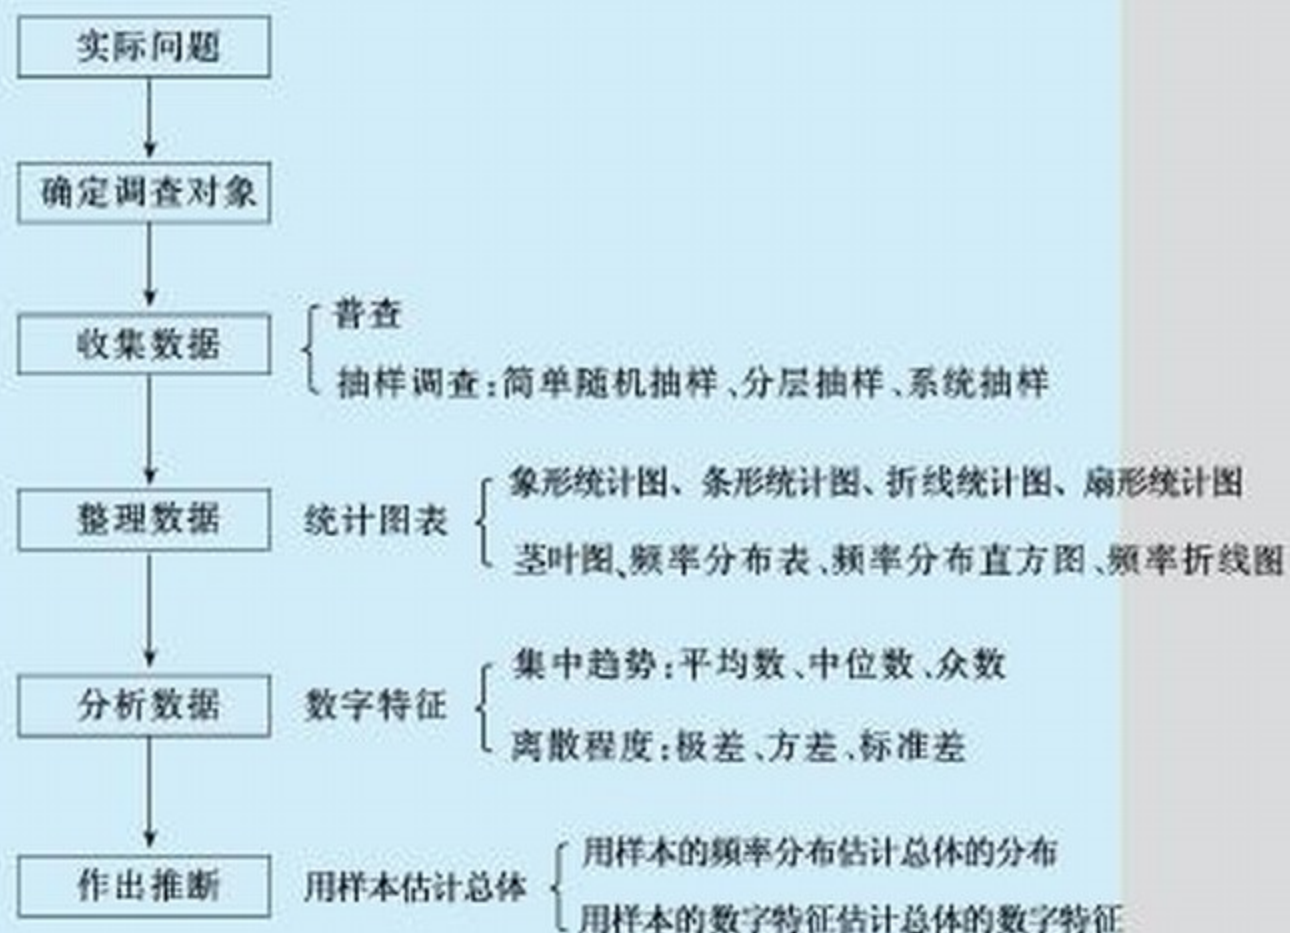 实际问题
确定调查对象
普查
收集数据
抽样调查:简单随机抽样、分层抽样、系统抽样
象形统计图、条形统计图、折线统计图、扇形统计图
整理数据 统计图表
茎叶图、频率分布表、频率分布直方图、频率折线图
集中趋势:平均数、中位数、众数
分析数据 数字特征
离散程度:极差、方差、标准差
用样本的频率分布估计总体的分布
作出推断 用样本估计总体
用样本的数字特征估计总体的数字特征